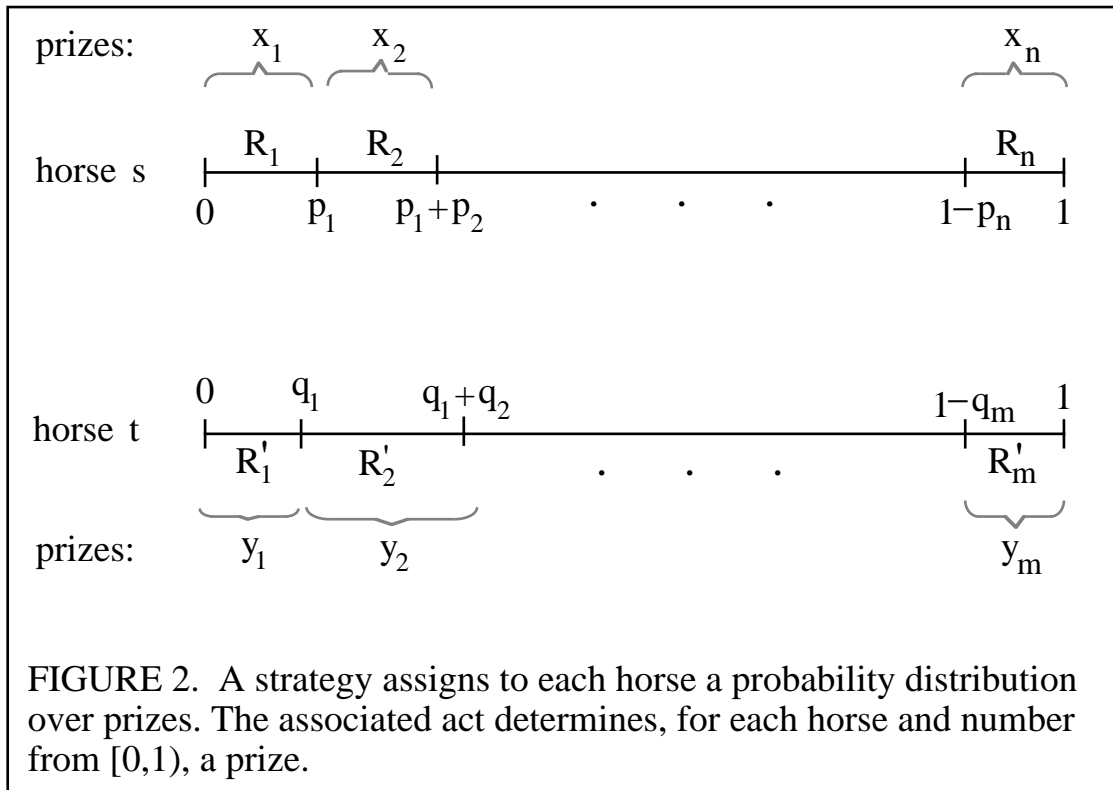 prizes: x₁ x₂ xₙ
horse s R₁ R₂ Rₙ
0 p₁ p₁+p₂ . . . 1−pₙ 1
0 q₁ q₁+q₂ 1−qₘ 1
horse t
R'₁ R'₂ . . . R'ₘ
prizes: y₁ y₂ yₘ
FIGURE 2. A strategy assigns to each horse a probability distribution
over prizes. The associated act determines, for each horse and number
from [0,1), a prize.